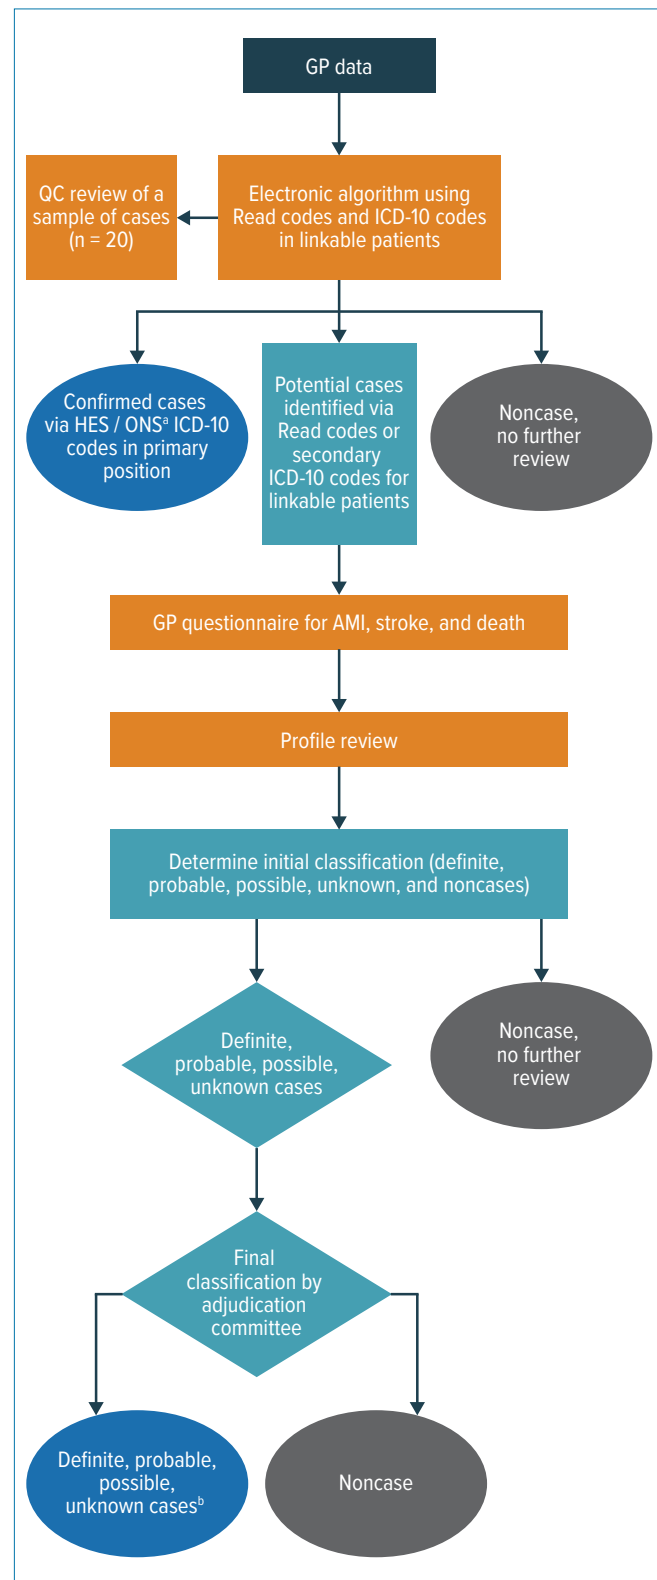 GP data
QC review of a
sample of cases
(n = 20)
Electronic algorithm using
Read codes and ICD-10 codes
in linkable patients
Confirmed cases
via HES / ONSᵃ ICD-10
codes in primary
position
Potential cases
identified via
Read codes or
secondary
ICD-10 codes for
linkable patients
Noncase,
no further
review
GP questionnaire for AMI, stroke, and death
Profile review
Determine initial classification (definite,
probable, possible, unknown, and noncases)
Definite,
probable, possible,
unknown cases
Noncase,
no further
review
Final
classification by
adjudication
committee
Definite, probable,
possible,
unknown casesᵇ
Noncase